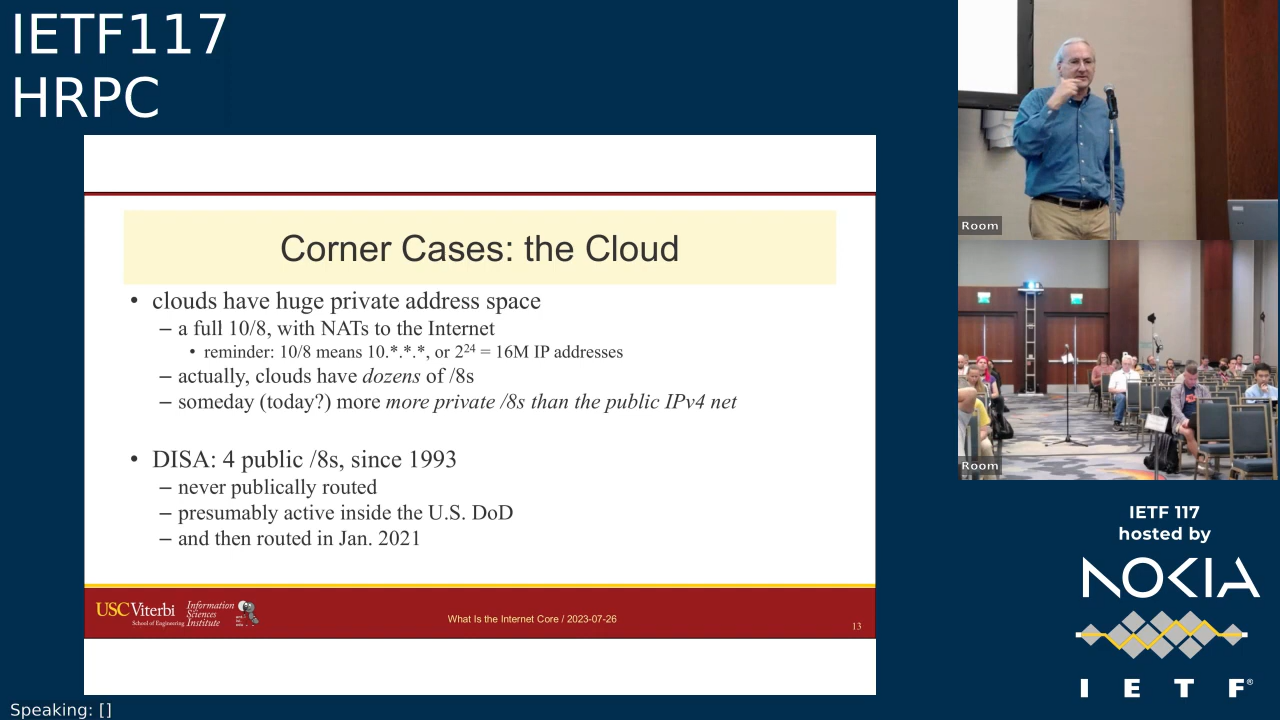 IETF117
HRPC
Corner Cases: the Cloud
• clouds have huge private address space
– a full 10/8, with NATs to the Internet
• reminder: 10/8 means 10.*.*.*, or 2²⁴ = 16M IP addresses
– actually, clouds have dozens of /8s
– someday (today?) more more private /8s than the public IPv4 net
• DISA: 4 public /8s, since 1993
– never publically routed
– presumably active inside the U.S. DoD
– and then routed in Jan. 2021
USC Viterbi
School of Engineering
Information
Sciences
Institute
What Is the Internet Core / 2023-07-26
13
Room
Room
IETF 117
hosted by
NOKIA
I E T F®
Speaking: []